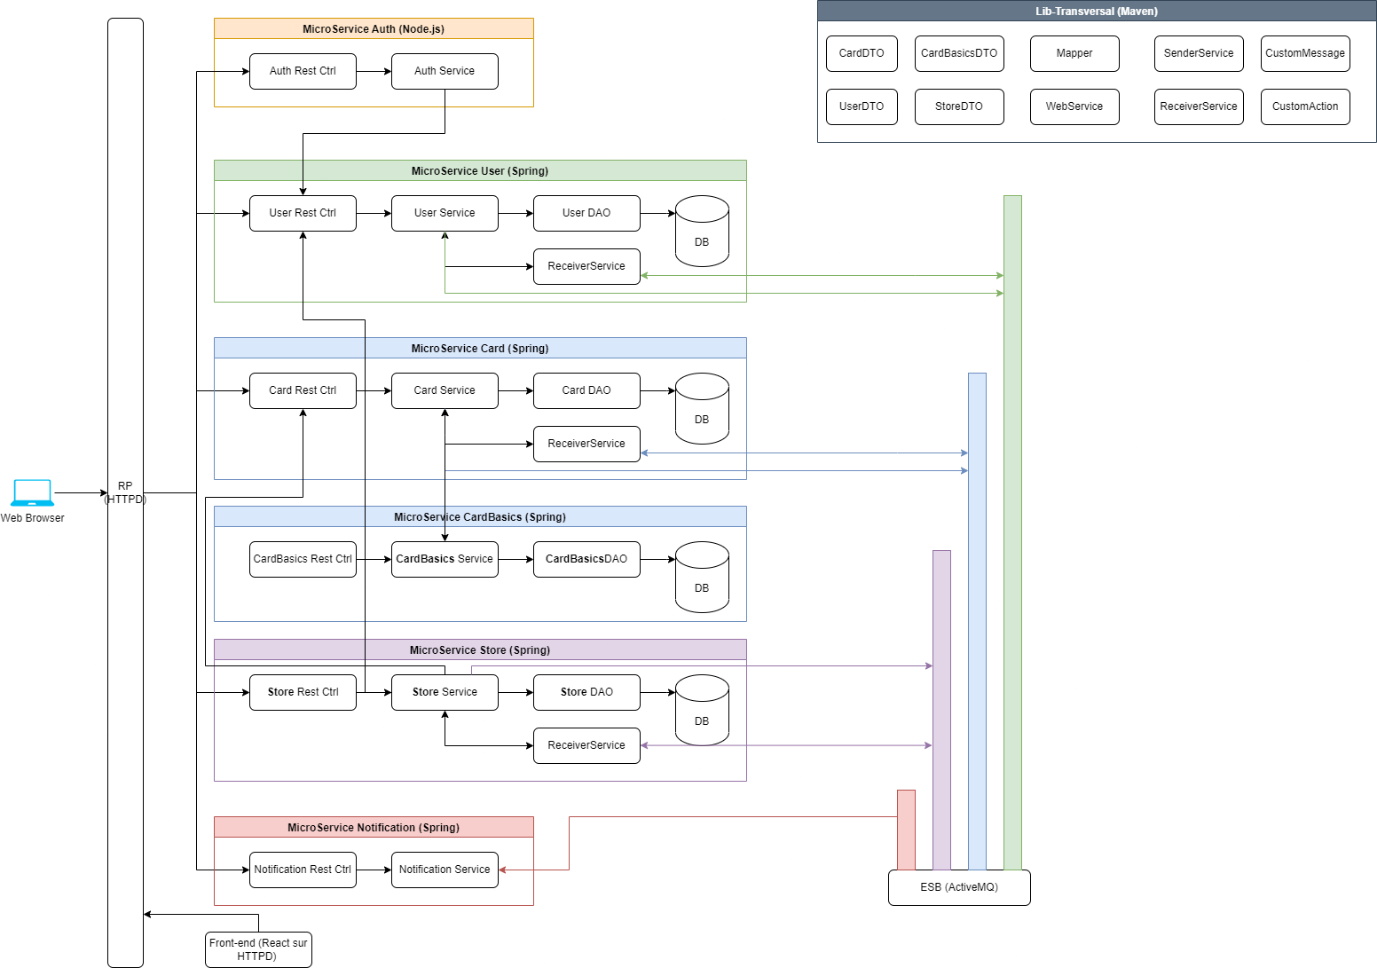 Lib-Transversal (Maven)
CardDTO
CardBasicsDTO
Mapper
SenderService
CustomMessage
UserDTO
StoreDTO
WebService
ReceiverService
CustomAction
MicroService Auth (Node.js)
Auth Rest Ctrl
Auth Service
MicroService User (Spring)
User Rest Ctrl
User Service
User DAO
DB
ReceiverService
MicroService Card (Spring)
Card Rest Ctrl
Card Service
Card DAO
DB
ReceiverService
Web Browser
RP
(HTTPD)
MicroService CardBasics (Spring)
CardBasics Rest Ctrl
CardBasics Service
CardBasicsDAO
DB
MicroService Store (Spring)
Store Rest Ctrl
Store Service
Store DAO
DB
ReceiverService
MicroService Notification (Spring)
Notification Rest Ctrl
Notification Service
ESB (ActiveMQ)
Front-end (React sur
HTTPD)